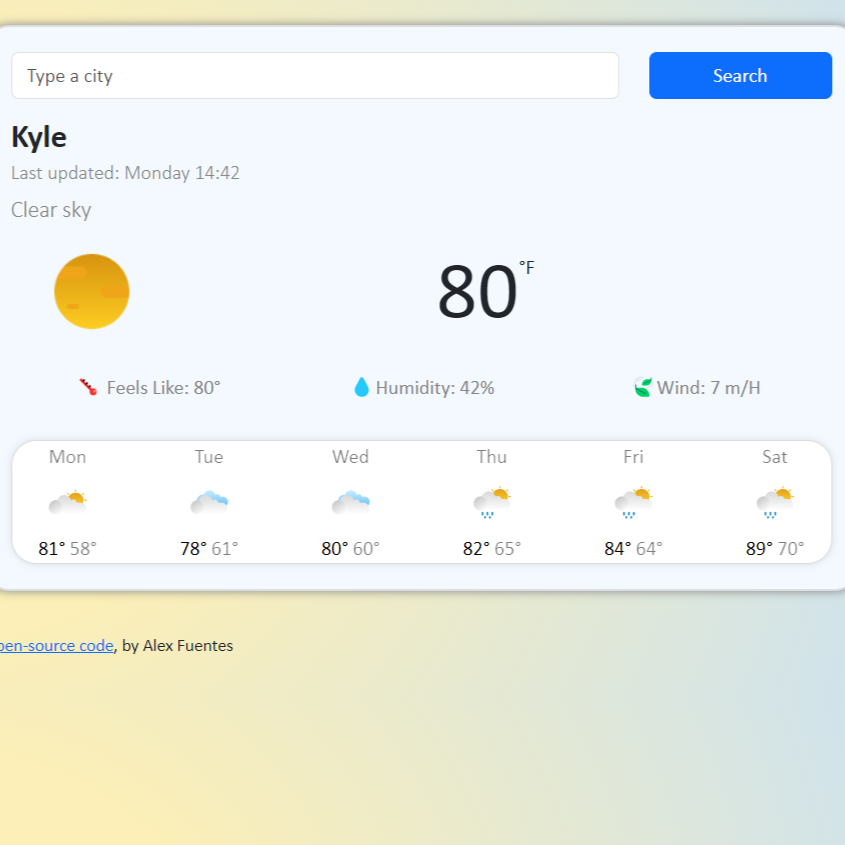 Type a city Search
Kyle
Last updated: Monday 14:42
Clear sky
80 °F
Feels Like: 80° Humidity: 42% Wind: 7 m/H
Mon Tue Wed Thu Fri Sat
81° 58° 78° 61° 80° 60° 82° 65° 84° 64° 89° 70°
pen-source code, by Alex Fuentes